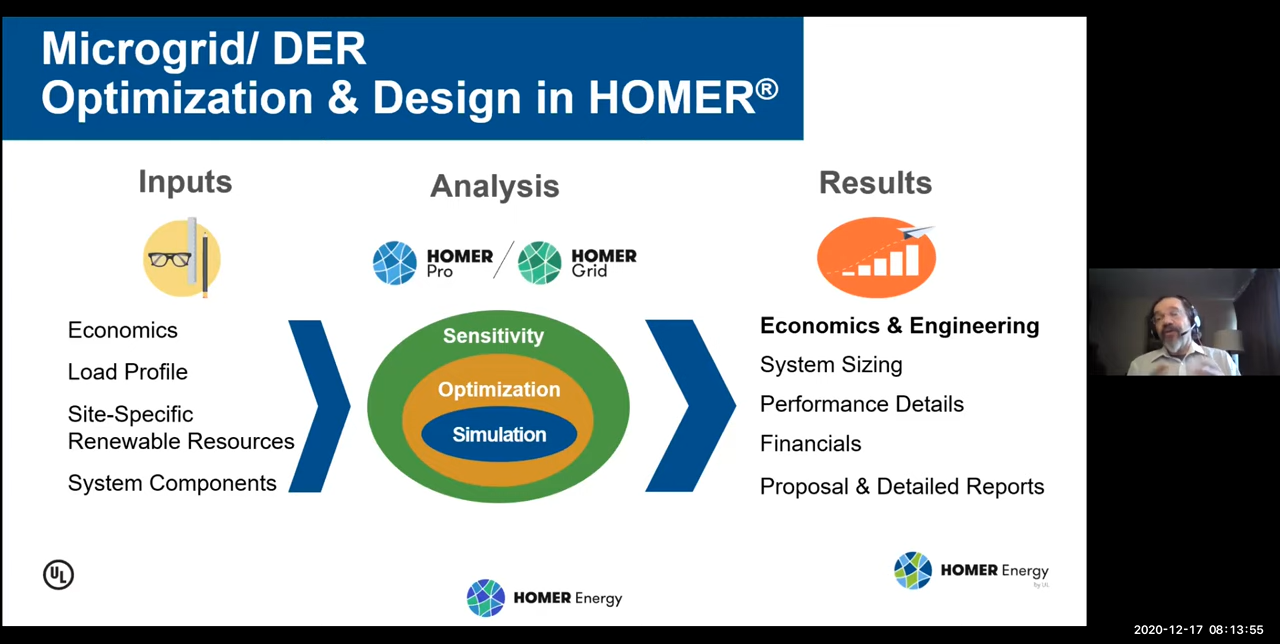 Microgrid/ DER
Optimization & Design in HOMER®
Inputs
Analysis
Results
HOMER
Pro
HOMER
Grid
Economics
Load Profile
Site-Specific
Renewable Resources
System Components
Sensitivity
Optimization
Simulation
Economics & Engineering
System Sizing
Performance Details
Financials
Proposal & Detailed Reports
UL
HOMER Energy
HOMER Energy
by UL
2020-12-17 08:13:55